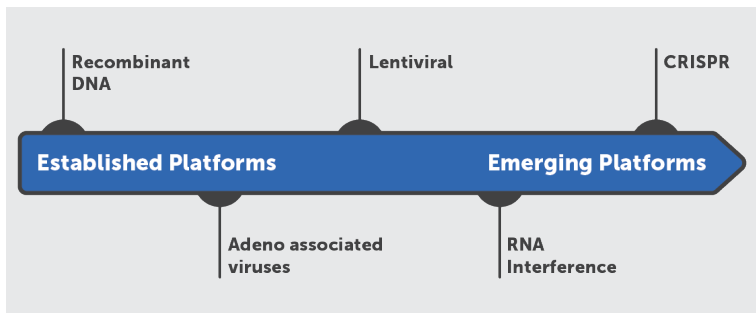 Recombinant
DNA
Lentiviral
CRISPR
Established Platforms
Emerging Platforms
Adeno associated
viruses
RNA
Interference